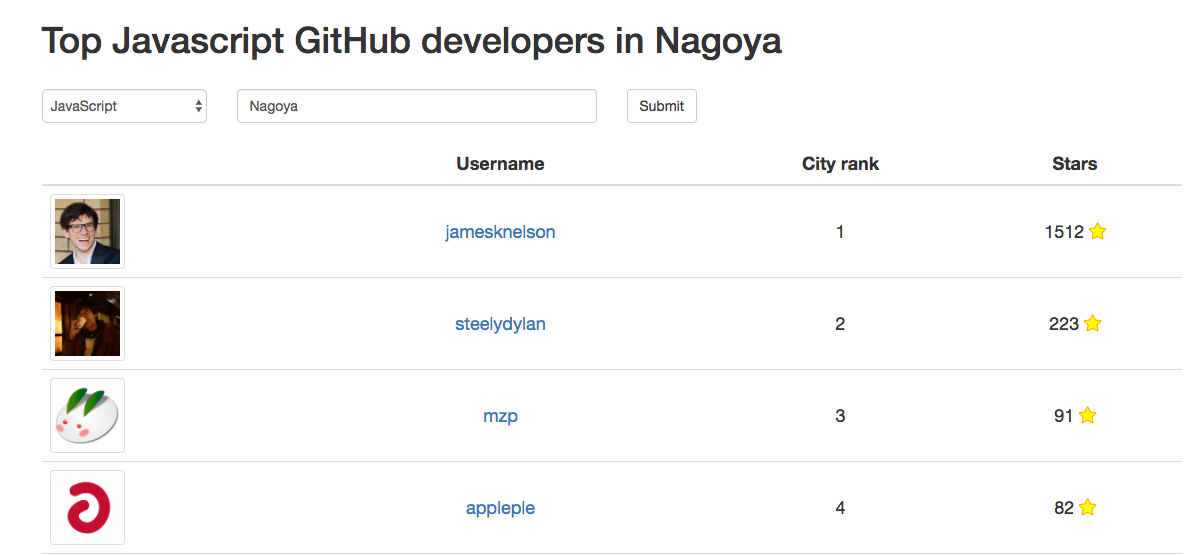 Top Javascript GitHub developers in Nagoya
JavaScript Nagoya Submit
Username City rank Stars
jamesknelson 1 1512
steelydylan 2 223
mzp 3 91
appleple 4 82